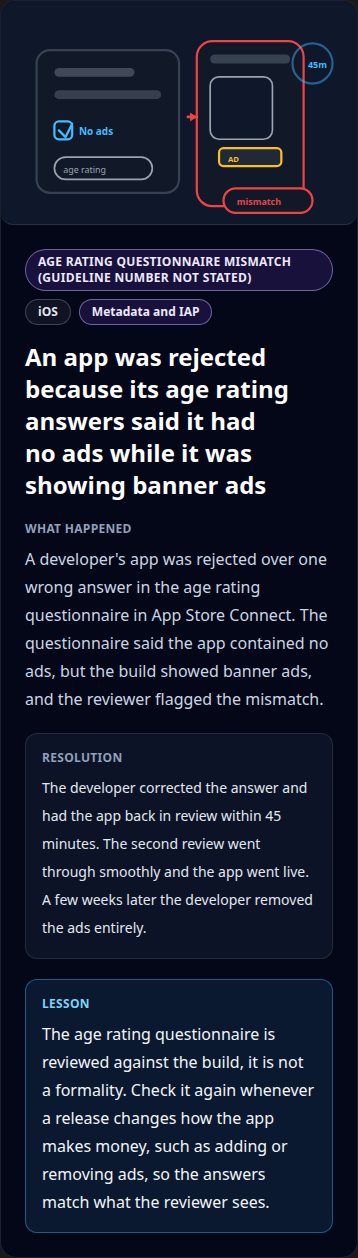 45m
No ads
age rating
AD
mismatch
AGE RATING QUESTIONNAIRE MISMATCH
(GUIDELINE NUMBER NOT STATED)
iOS
Metadata and IAP
An app was rejected
because its age rating
answers said it had
no ads while it was
showing banner ads
WHAT HAPPENED
A developer's app was rejected over one
wrong answer in the age rating
questionnaire in App Store Connect. The
questionnaire said the app contained no
ads, but the build showed banner ads,
and the reviewer flagged the mismatch.
RESOLUTION
The developer corrected the answer and
had the app back in review within 45
minutes. The second review went
through smoothly and the app went live.
A few weeks later the developer removed
the ads entirely.
LESSON
The age rating questionnaire is
reviewed against the build, it is not
a formality. Check it again whenever
a release changes how the app
makes money, such as adding or
removing ads, so the answers
match what the reviewer sees.